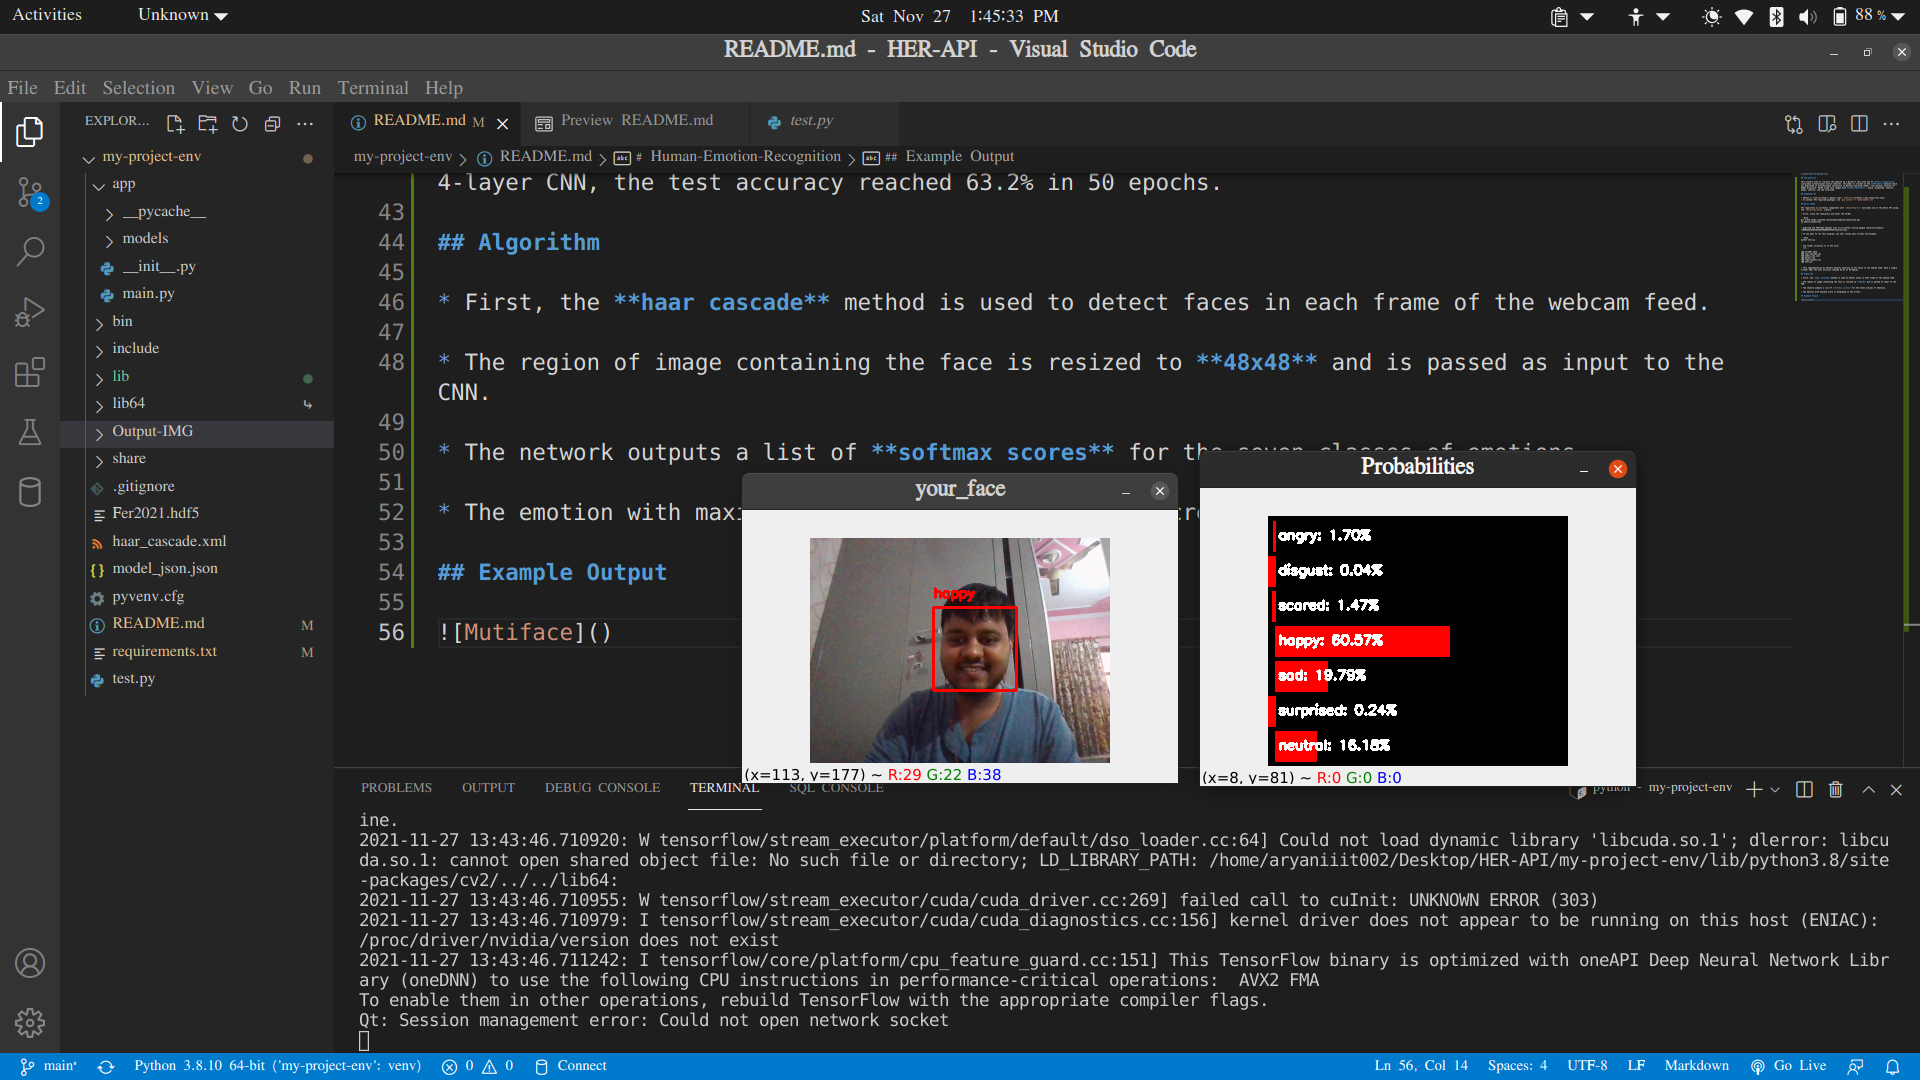 Activities
Unknown
Sat Nov 27 1:45:33 PM
88 %
README.md - HER-API - Visual Studio Code
File Edit Selection View Go Run Terminal Help
EXPLOR...
README.md M
Preview README.md
test.py
my-project-env
my-project-env > README.md > # Human-Emotion-Recognition > ## Example Output
app
__pycache__
models
__init__.py
main.py
bin
include
lib
lib64
Output-IMG
share
.gitignore
Fer2021.hdf5
haar_cascade.xml
model_json.json
pyvenv.cfg
README.md M
requirements.txt M
test.py
2
4-layer CNN, the test accuracy reached 63.2% in 50 epochs.
43
44 ## Algorithm
45
46 * First, the **haar cascade** method is used to detect faces in each frame of the webcam feed.
47
48 * The region of image containing the face is resized to **48x48** and is passed as input to the
CNN.
49
50 * The network outputs a list of **softmax scores** for the seven classes of emotions.
51
52 * The emotion with
53
54 ## Example Output
55
56 ![Mutiface]()
your_face
happy
(x=113, y=177) ~ R:29 G:22 B:38
Probabilities
angry: 1.70%
disgust: 0.04%
scared: 1.47%
happy: 60.57%
sad: 19.79%
surprised: 0.24%
neutral: 16.18%
(x=8, y=81) ~ R:0 G:0 B:0
PROBLEMS OUTPUT DEBUG CONSOLE TERMINAL SQL CONSOLE
python - my-project-env
ine.
2021-11-27 13:43:46.710920: W tensorflow/stream_executor/platform/default/dso_loader.cc:64] Could not load dynamic library 'libcuda.so.1'; dlerror: libcu
da.so.1: cannot open shared object file: No such file or directory; LD_LIBRARY_PATH: /home/aryaniiit002/Desktop/HER-API/my-project-env/lib/python3.8/site
-packages/cv2/../../lib64:
2021-11-27 13:43:46.710955: W tensorflow/stream_executor/cuda/cuda_driver.cc:269] failed call to cuInit: UNKNOWN ERROR (303)
2021-11-27 13:43:46.710979: I tensorflow/stream_executor/cuda/cuda_diagnostics.cc:156] kernel driver does not appear to be running on this host (ENIAC):
/proc/driver/nvidia/version does not exist
2021-11-27 13:43:46.711242: I tensorflow/core/platform/cpu_feature_guard.cc:151] This TensorFlow binary is optimized with oneAPI Deep Neural Network Libr
ary (oneDNN) to use the following CPU instructions in performance-critical operations:  AVX2 FMA
To enable them in other operations, rebuild TensorFlow with the appropriate compiler flags.
Qt: Session management error: Could not open network socket
main*
Python 3.8.10 64-bit ('my-project-env': venv)
0 0
Connect
Ln 56, Col 14
Spaces: 4
UTF-8
LF
Markdown
Go Live